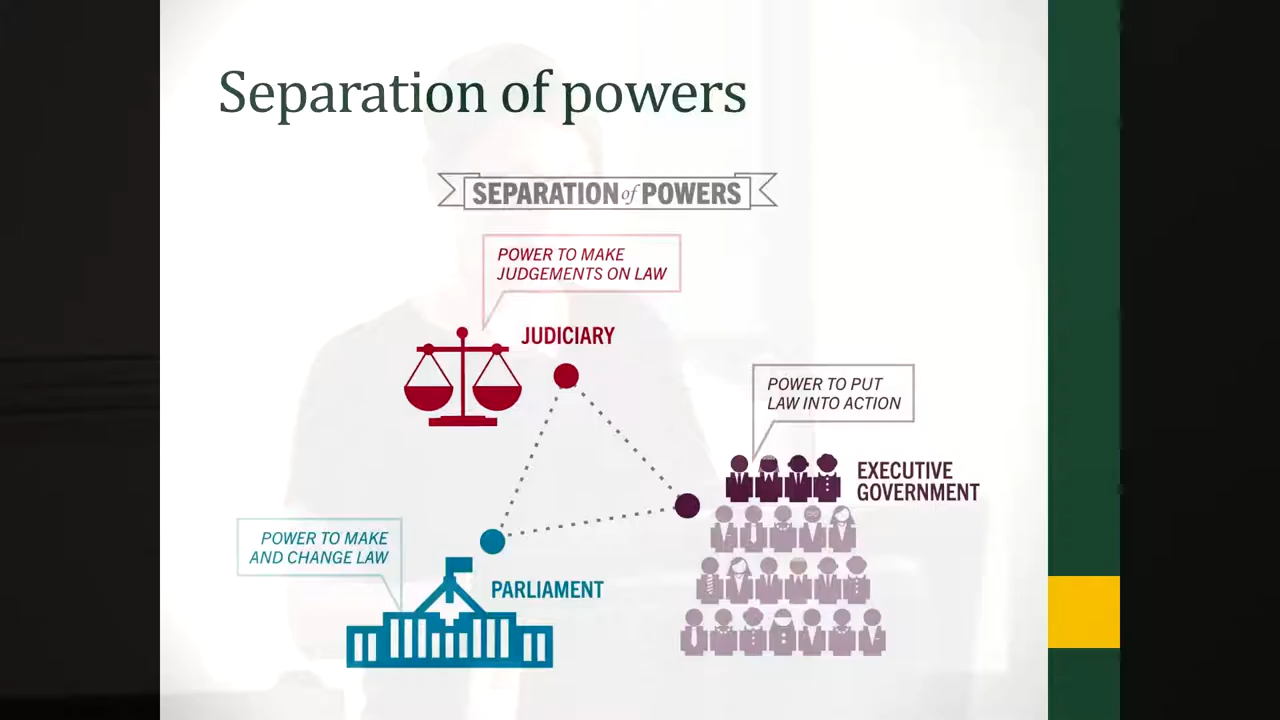 Separation of powers
SEPARATION of POWERS
POWER TO MAKE
JUDGEMENTS ON LAW
JUDICIARY
POWER TO PUT
LAW INTO ACTION
EXECUTIVE
GOVERNMENT
POWER TO MAKE
AND CHANGE LAW
PARLIAMENT